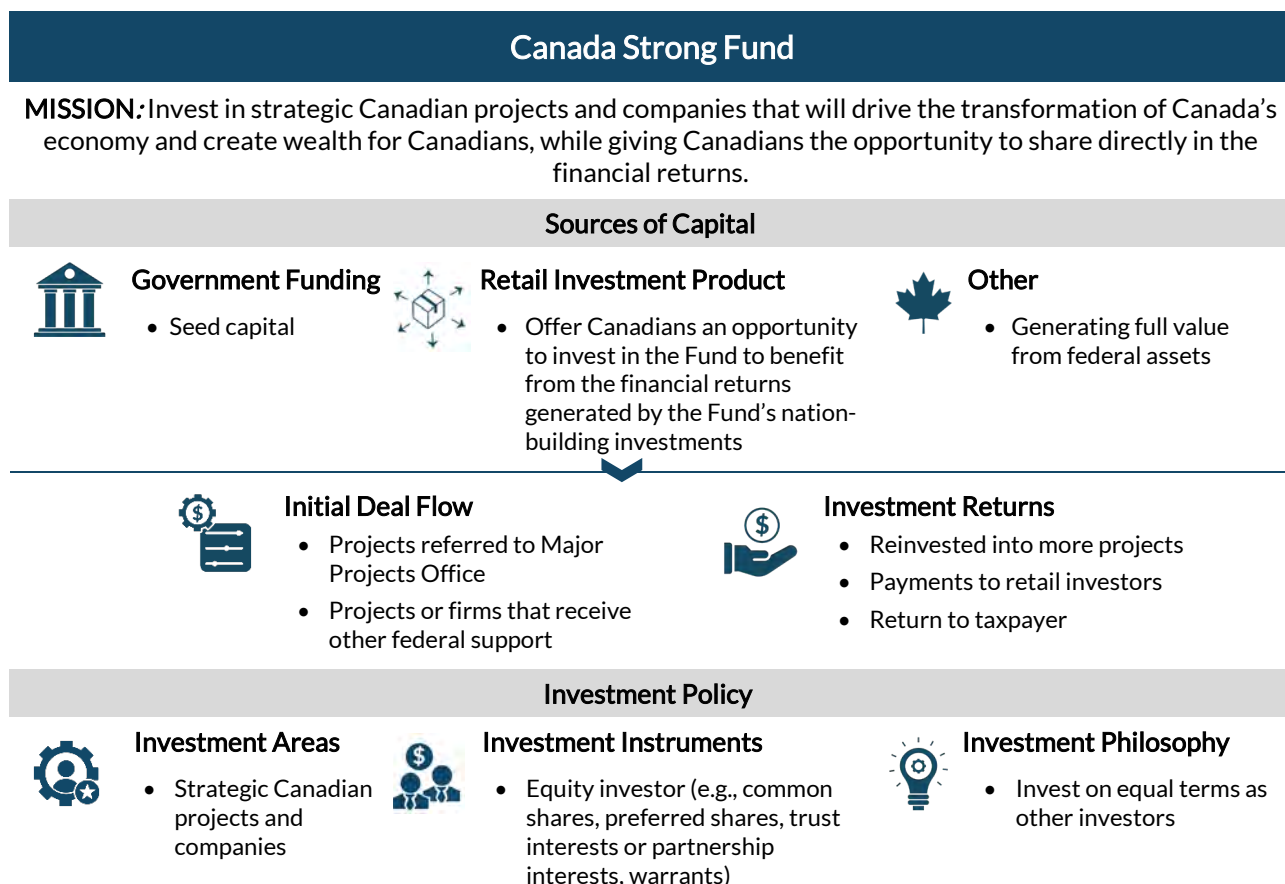 Canada Strong Fund
MISSION: Invest in strategic Canadian projects and companies that will drive the transformation of Canada's
economy and create wealth for Canadians, while giving Canadians the opportunity to share directly in the
financial returns.
Sources of Capital
Government Funding
• Seed capital
Retail Investment Product
• Offer Canadians an opportunity
to invest in the Fund to benefit
from the financial returns
generated by the Fund's nation-
building investments
Other
• Generating full value
from federal assets
$
Initial Deal Flow
• Projects referred to Major
Projects Office
• Projects or firms that receive
other federal support
$
Investment Returns
• Reinvested into more projects
• Payments to retail investors
• Return to taxpayer
Investment Policy
Investment Areas
• Strategic Canadian
projects and
companies
$
Investment Instruments
• Equity investor (e.g., common
shares, preferred shares, trust
interests or partnership
interests, warrants)
Investment Philosophy
• Invest on equal terms as
other investors